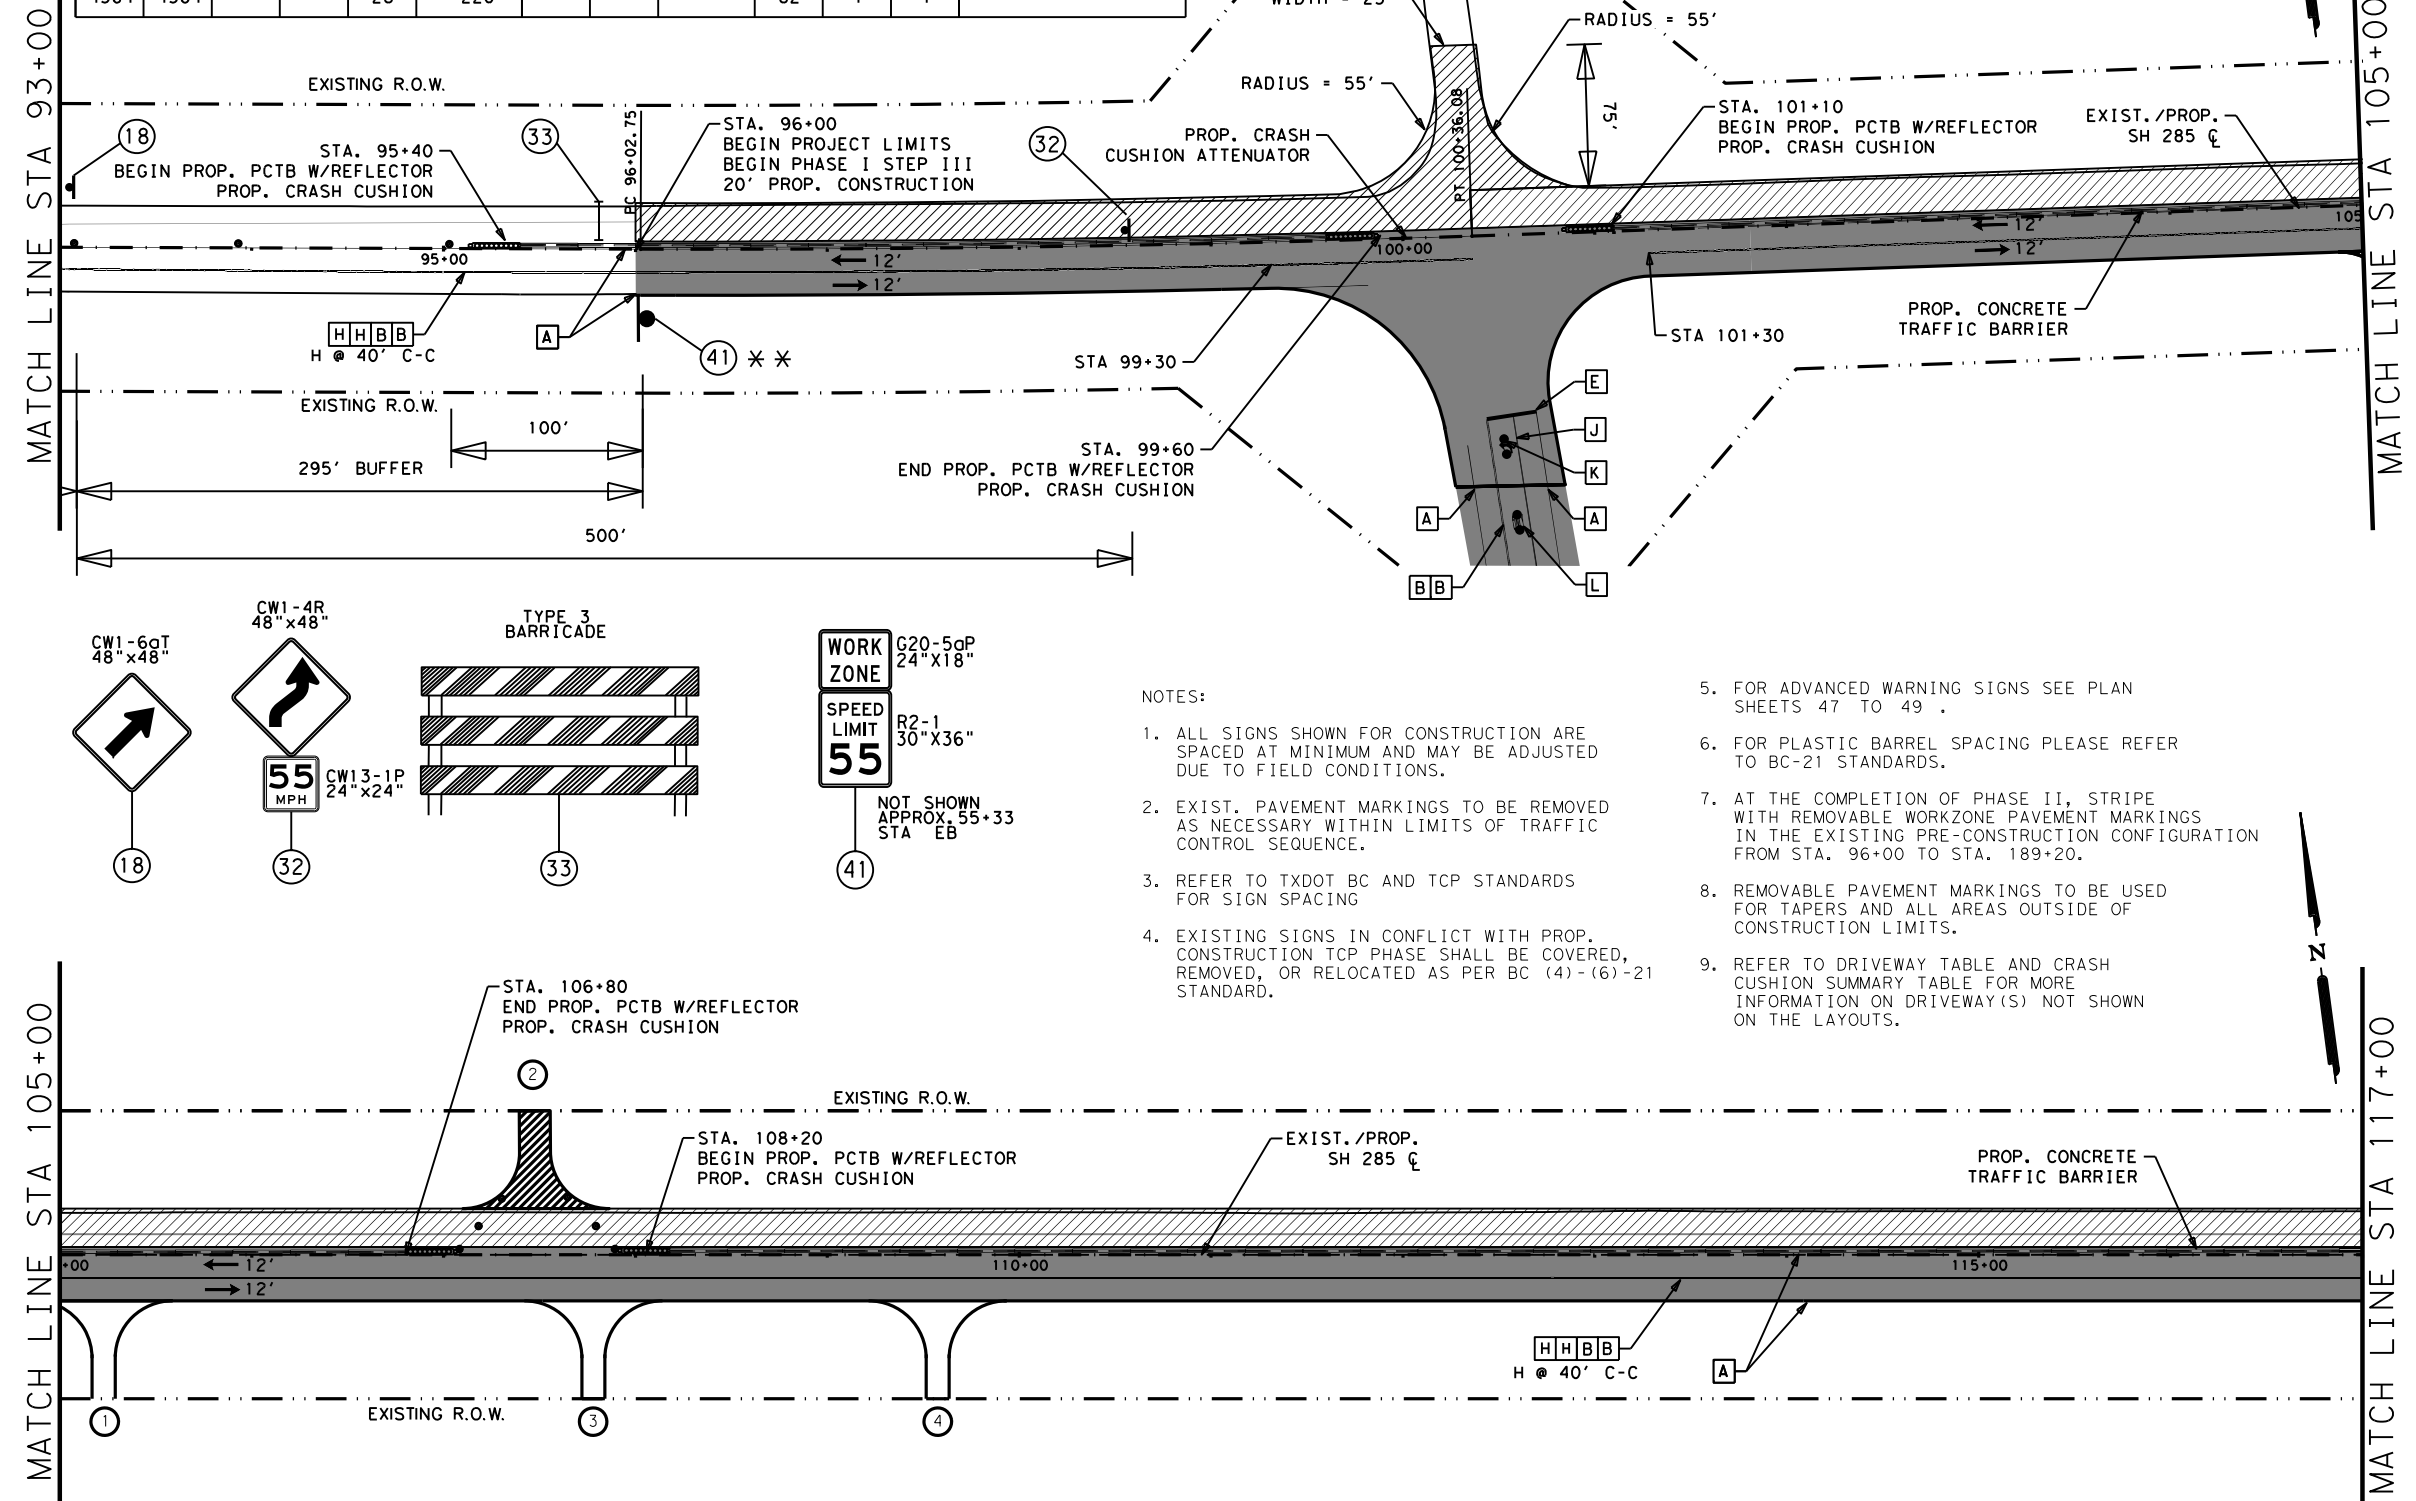 EXISTING R.O.W.
RADIUS = 55'
RADIUS = 55'
75'
MATCH LINE STA 93+00
MATCH LINE STA 105+00
18
33
32
STA. 95+40
BEGIN PROP. PCTB W/REFLECTOR
PROP. CRASH CUSHION
PC 96+02.75
STA. 96+00
BEGIN PROJECT LIMITS
BEGIN PHASE I STEP III
20' PROP. CONSTRUCTION
PROP. CRASH
CUSHION ATTENUATOR
PT 100+36.08
STA. 101+10
BEGIN PROP. PCTB W/REFLECTOR
PROP. CRASH CUSHION
EXIST./PROP.
SH 285 ℄
95+00
100+00
105
12'
12'
12'
12'
H H B B
H @ 40' C-C
A
41 * *
STA 99+30
STA 101+30
PROP. CONCRETE
TRAFFIC BARRIER
EXISTING R.O.W.
100'
295' BUFFER
500'
STA. 99+60
END PROP. PCTB W/REFLECTOR
PROP. CRASH CUSHION
E
J
K
A
A
B B
L
CW1-6aT
48"x48"
18
CW1-4R
48"x48"
55
MPH
CW13-1P
24"x24"
32
TYPE 3
BARRICADE
33
WORK
ZONE
G20-5aP
24"X18"
SPEED
LIMIT
55
R2-1
30"X36"
NOT SHOWN
APPROX. 55+33
STA EB
41
NOTES:
1. ALL SIGNS SHOWN FOR CONSTRUCTION ARE
SPACED AT MINIMUM AND MAY BE ADJUSTED
DUE TO FIELD CONDITIONS.
2. EXIST. PAVEMENT MARKINGS TO BE REMOVED
AS NECESSARY WITHIN LIMITS OF TRAFFIC
CONTROL SEQUENCE.
3. REFER TO TXDOT BC AND TCP STANDARDS
FOR SIGN SPACING
4. EXISTING SIGNS IN CONFLICT WITH PROP.
CONSTRUCTION TCP PHASE SHALL BE COVERED,
REMOVED, OR RELOCATED AS PER BC (4)-(6)-21
STANDARD.
5. FOR ADVANCED WARNING SIGNS SEE PLAN
SHEETS 47 TO 49 .
6. FOR PLASTIC BARREL SPACING PLEASE REFER
TO BC-21 STANDARDS.
7. AT THE COMPLETION OF PHASE II, STRIPE
WITH REMOVABLE WORKZONE PAVEMENT MARKINGS
IN THE EXISTING PRE-CONSTRUCTION CONFIGURATION
FROM STA. 96+00 TO STA. 189+20.
8. REMOVABLE PAVEMENT MARKINGS TO BE USED
FOR TAPERS AND ALL AREAS OUTSIDE OF
CONSTRUCTION LIMITS.
9. REFER TO DRIVEWAY TABLE AND CRASH
CUSHION SUMMARY TABLE FOR MORE
INFORMATION ON DRIVEWAY(S) NOT SHOWN
ON THE LAYOUTS.
N
MATCH LINE STA 105+00
MATCH LINE STA 117+00
STA. 106+80
END PROP. PCTB W/REFLECTOR
PROP. CRASH CUSHION
2
EXISTING R.O.W.
STA. 108+20
BEGIN PROP. PCTB W/REFLECTOR
PROP. CRASH CUSHION
EXIST./PROP.
SH 285 ℄
PROP. CONCRETE
TRAFFIC BARRIER
+00
12'
12'
110+00
115+00
H H B B
H @ 40' C-C
A
1
EXISTING R.O.W.
3
4